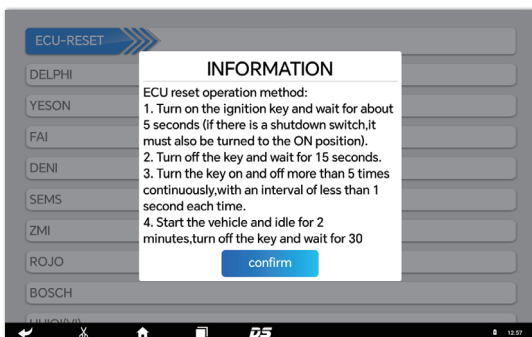 ECU-RESET
DELPHI
YESON
FAI
DENI
SEMS
ZMI
ROJO
BOSCH
INFORMATION
ECU reset operation method:
1. Turn on the ignition key and wait for about
5 seconds (if there is a shutdown switch,it
must also be turned to the ON position).
2. Turn off the key and wait for 15 seconds.
3. Turn the key on and off more than 5 times
continuously,with an interval of less than 1
second each time.
4. Start the vehicle and idle for 2
minutes,turn off the key and wait for 30
confirm
DS
12:57